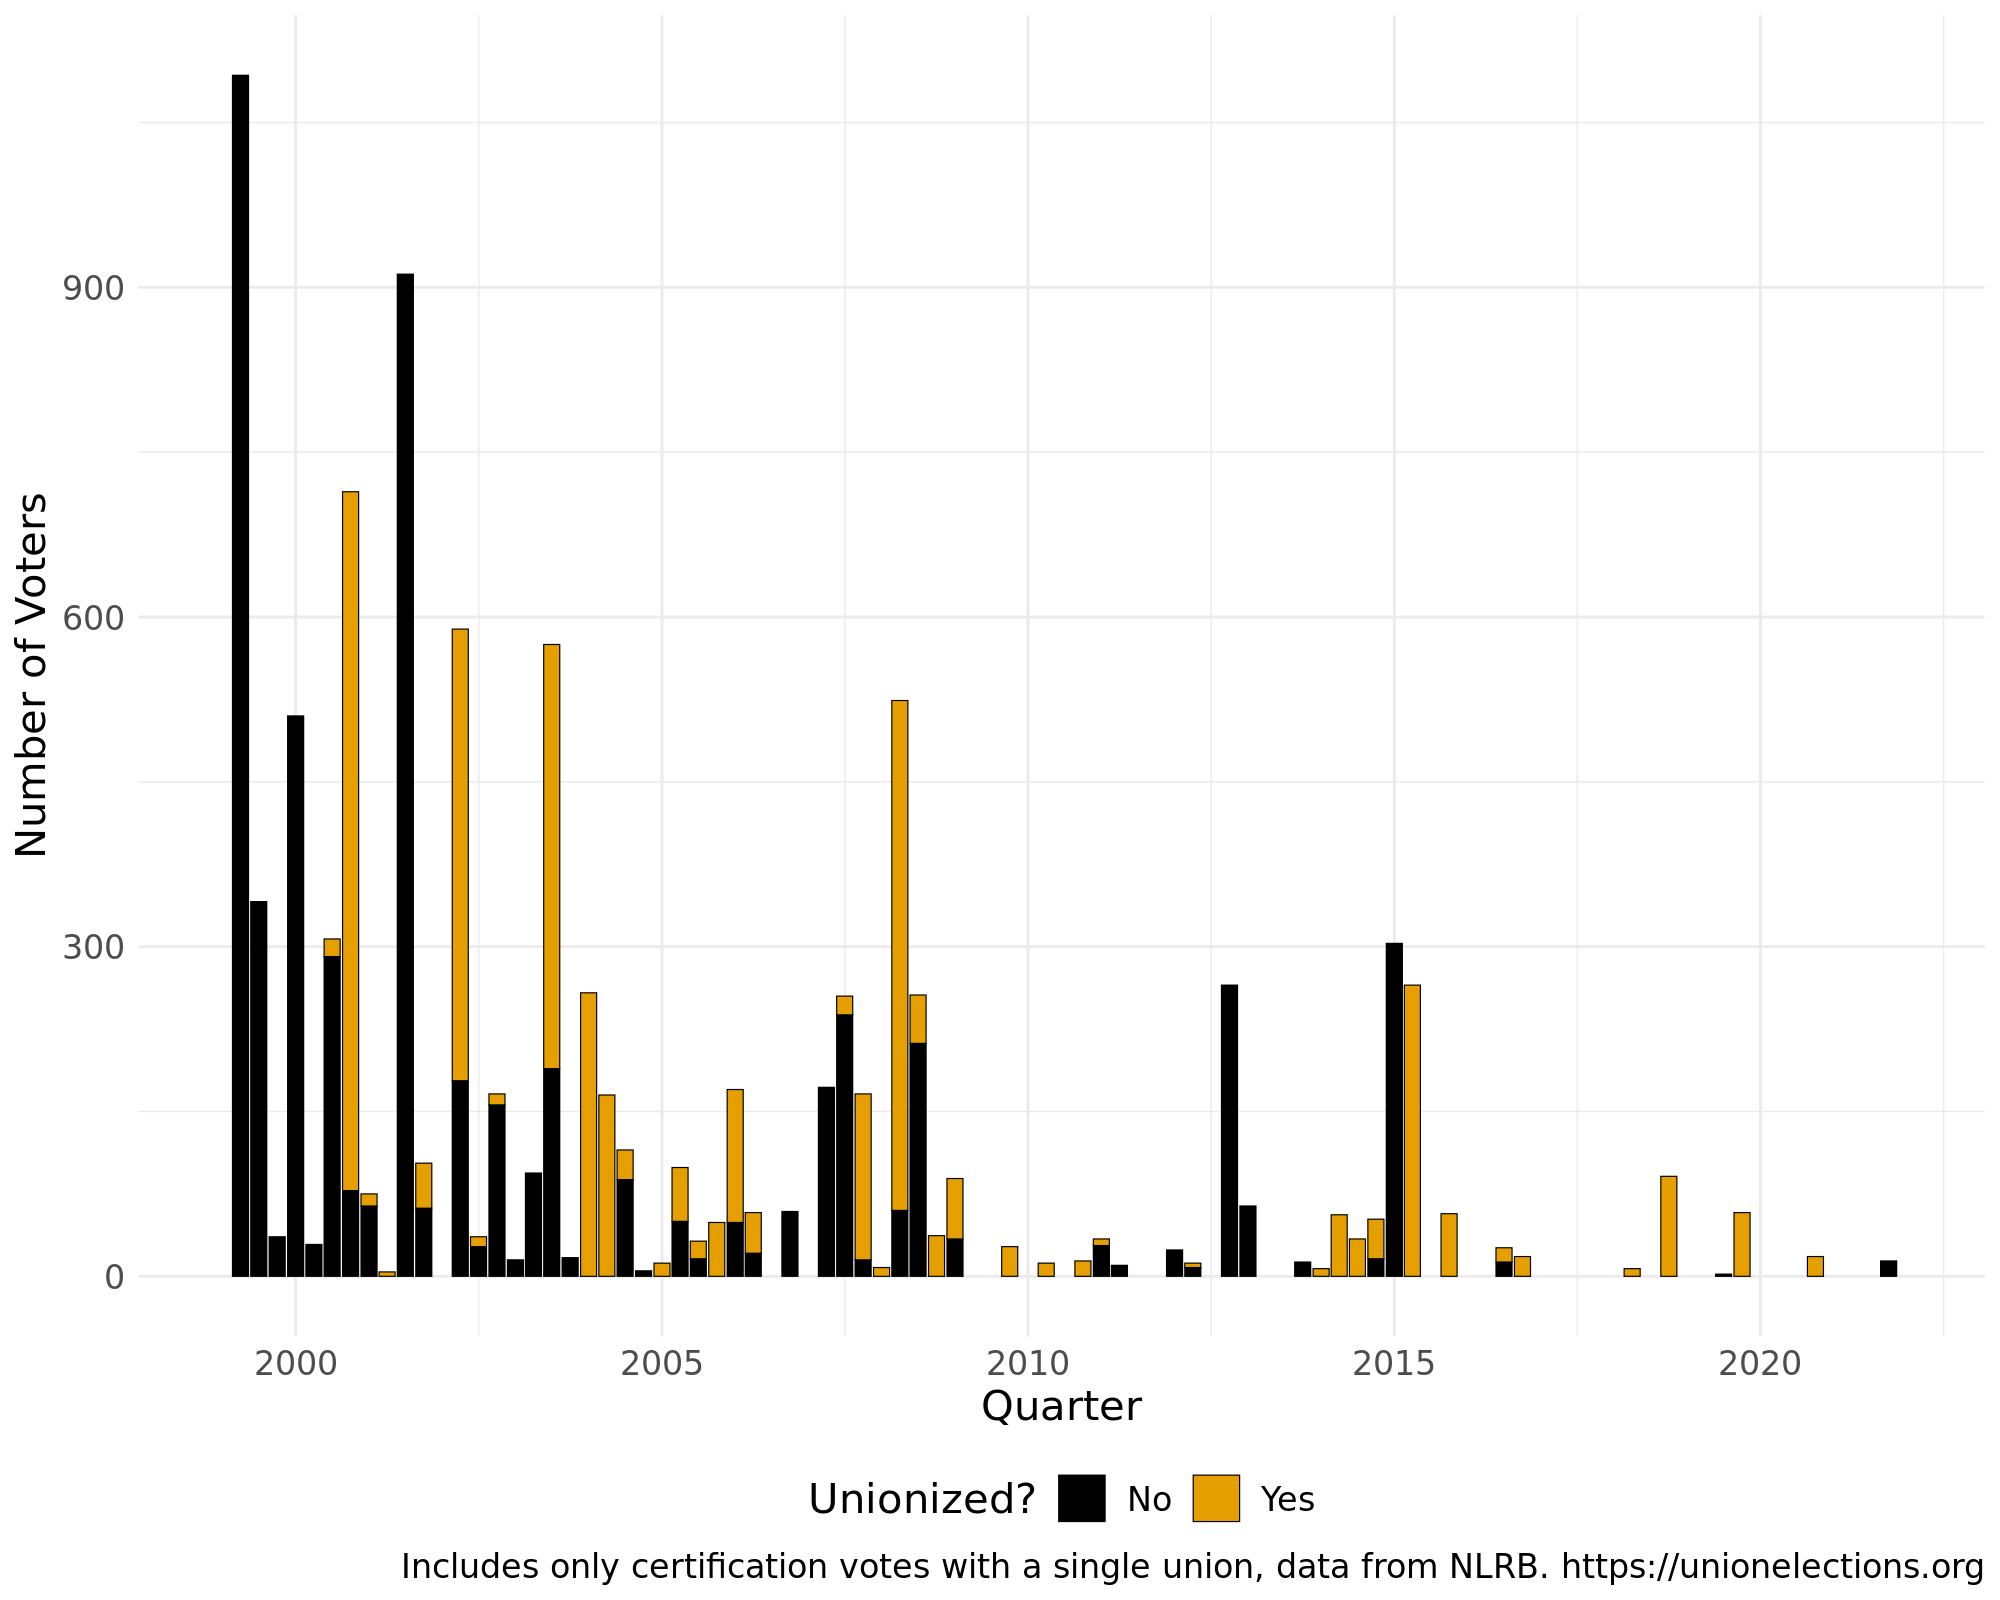 Number of Voters
900
600
300
0
2000 2005 2010 2015 2020
Quarter
Unionized? No Yes
Includes only certification votes with a single union, data from NLRB. https://unionelections.org